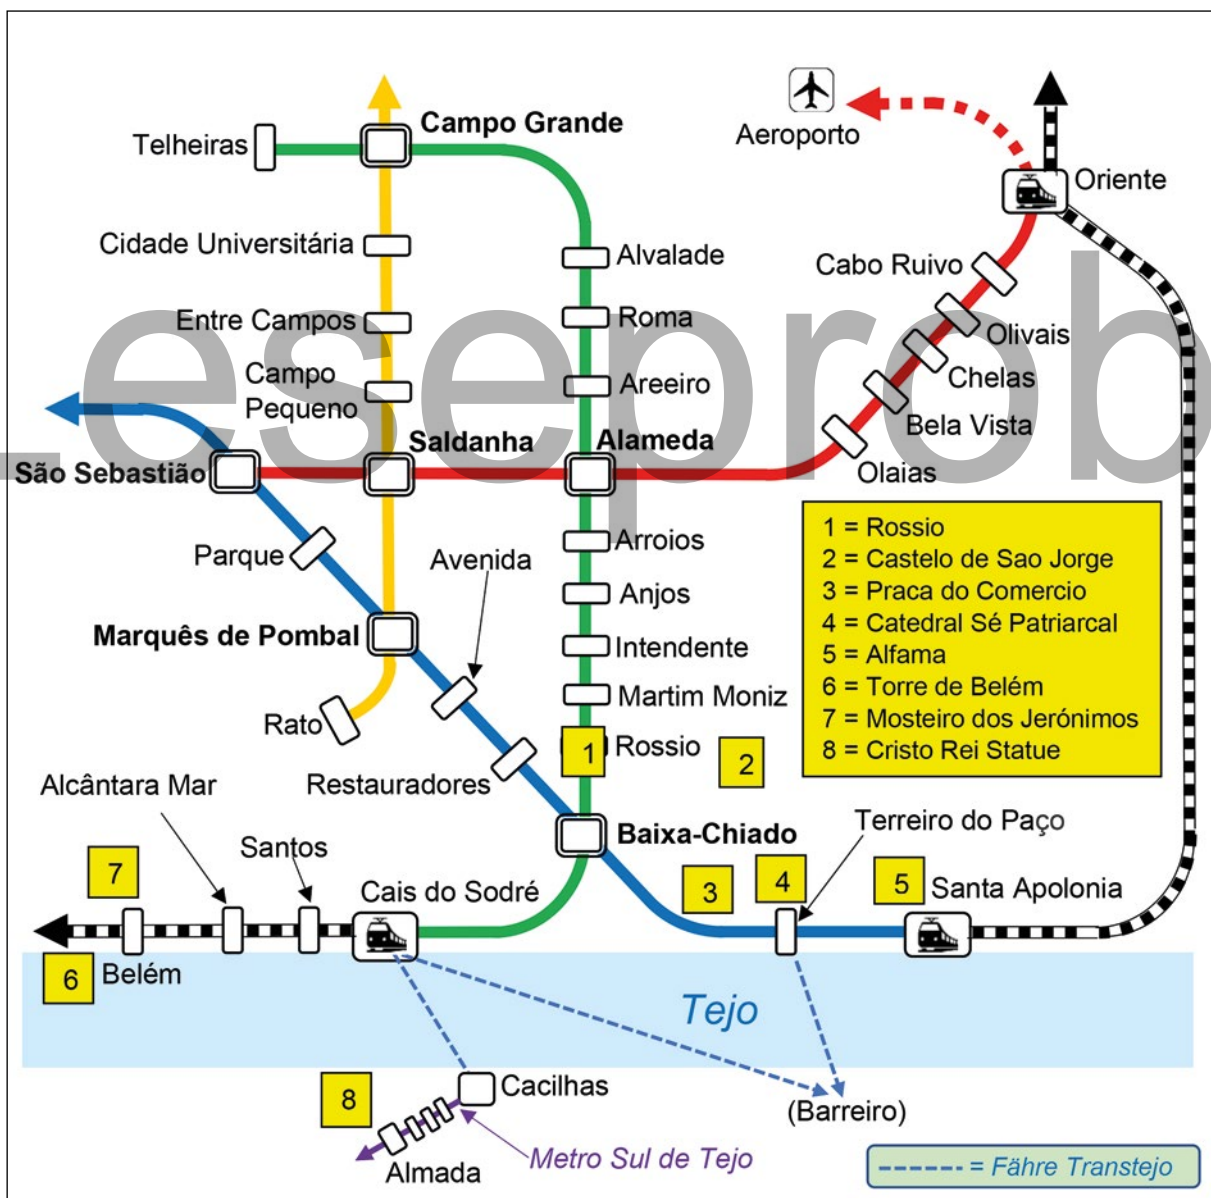 Campo Grande
Telheiras
Aeroporto
Oriente
Cidade Universitária
Alvalade
Cabo Ruivo
Entre Campos
Roma
Olivais
Campo
Pequeno
Areeiro
Chelas
Bela Vista
Saldanha
Alameda
São Sebastião
Olaias
Leseprob
Parque
Avenida
Arroios
Anjos
Marquês de Pombal
Intendente
Martim Moniz
Rato
1
Rossio
2
Restauradores
1 = Rossio
2 = Castelo de Sao Jorge
3 = Praca do Comercio
4 = Catedral Sé Patriarcal
5 = Alfama
6 = Torre de Belém
7 = Mosteiro dos Jerónimos
8 = Cristo Rei Statue
Alcântara Mar
Santos
Baixa-Chiado
Terreiro do Paço
7
Cais do Sodré
3
4
5
Santa Apolonia
6
Belém
Tejo
8
Cacilhas
(Barreiro)
Almada
Metro Sul de Tejo
= Fähre Transtejo